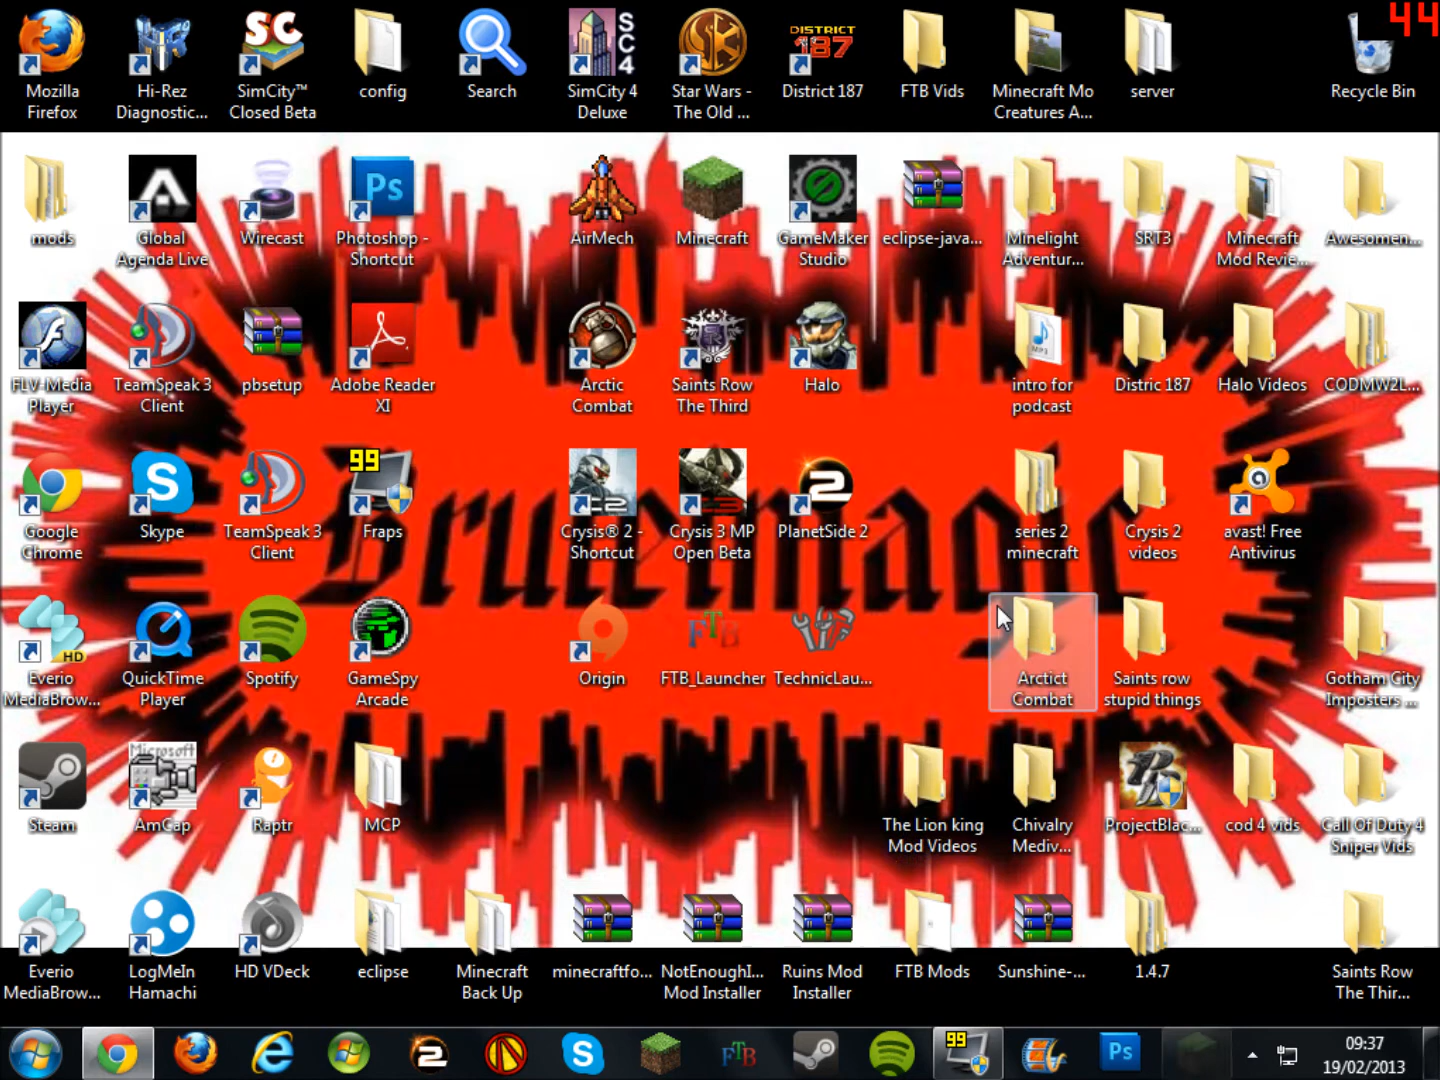 44
Mozilla Firefox
Hi-Rez Diagnostic...
SimCity™ Closed Beta
config
Search
SimCity 4 Deluxe
Star Wars - The Old ...
District 187
FTB Vids
Minecraft Mo Creatures A...
server
Recycle Bin
mods
Global Agenda Live
Wirecast
Photoshop - Shortcut
AirMech
Minecraft
GameMaker Studio
eclipse-java...
Minelight Adventur...
SRT3
Minecraft Mod Revie...
Awesomen...
FLV-Media Player
TeamSpeak 3 Client
pbsetup
Adobe Reader XI
Arctic Combat
Saints Row The Third
Halo
intro for podcast
Distric 187
Halo Videos
CODMW2L...
Google Chrome
Skype
TeamSpeak 3 Client
Fraps
Crysis® 2 - Shortcut
Crysis 3 MP Open Beta
PlanetSide 2
series 2 minecraft
Crysis 2 videos
avast! Free Antivirus
Everio MediaBrow...
QuickTime Player
Spotify
GameSpy Arcade
Origin
FTB_Launcher
TechnicLau...
Arctict Combat
Saints row stupid things
Gotham City Imposters ...
Steam
AmCap
Raptr
MCP
The Lion king Mod Videos
Chivalry Mediv...
ProjectBlac...
cod 4 vids
Call Of Duty 4 Sniper Vids
Everio MediaBrow...
LogMeIn Hamachi
HD VDeck
eclipse
Minecraft Back Up
minecraftfo...
NotEnoughI... Mod Installer
Ruins Mod Installer
FTB Mods
Sunshine-...
1.4.7
Saints Row The Thir...
09:37
19/02/2013